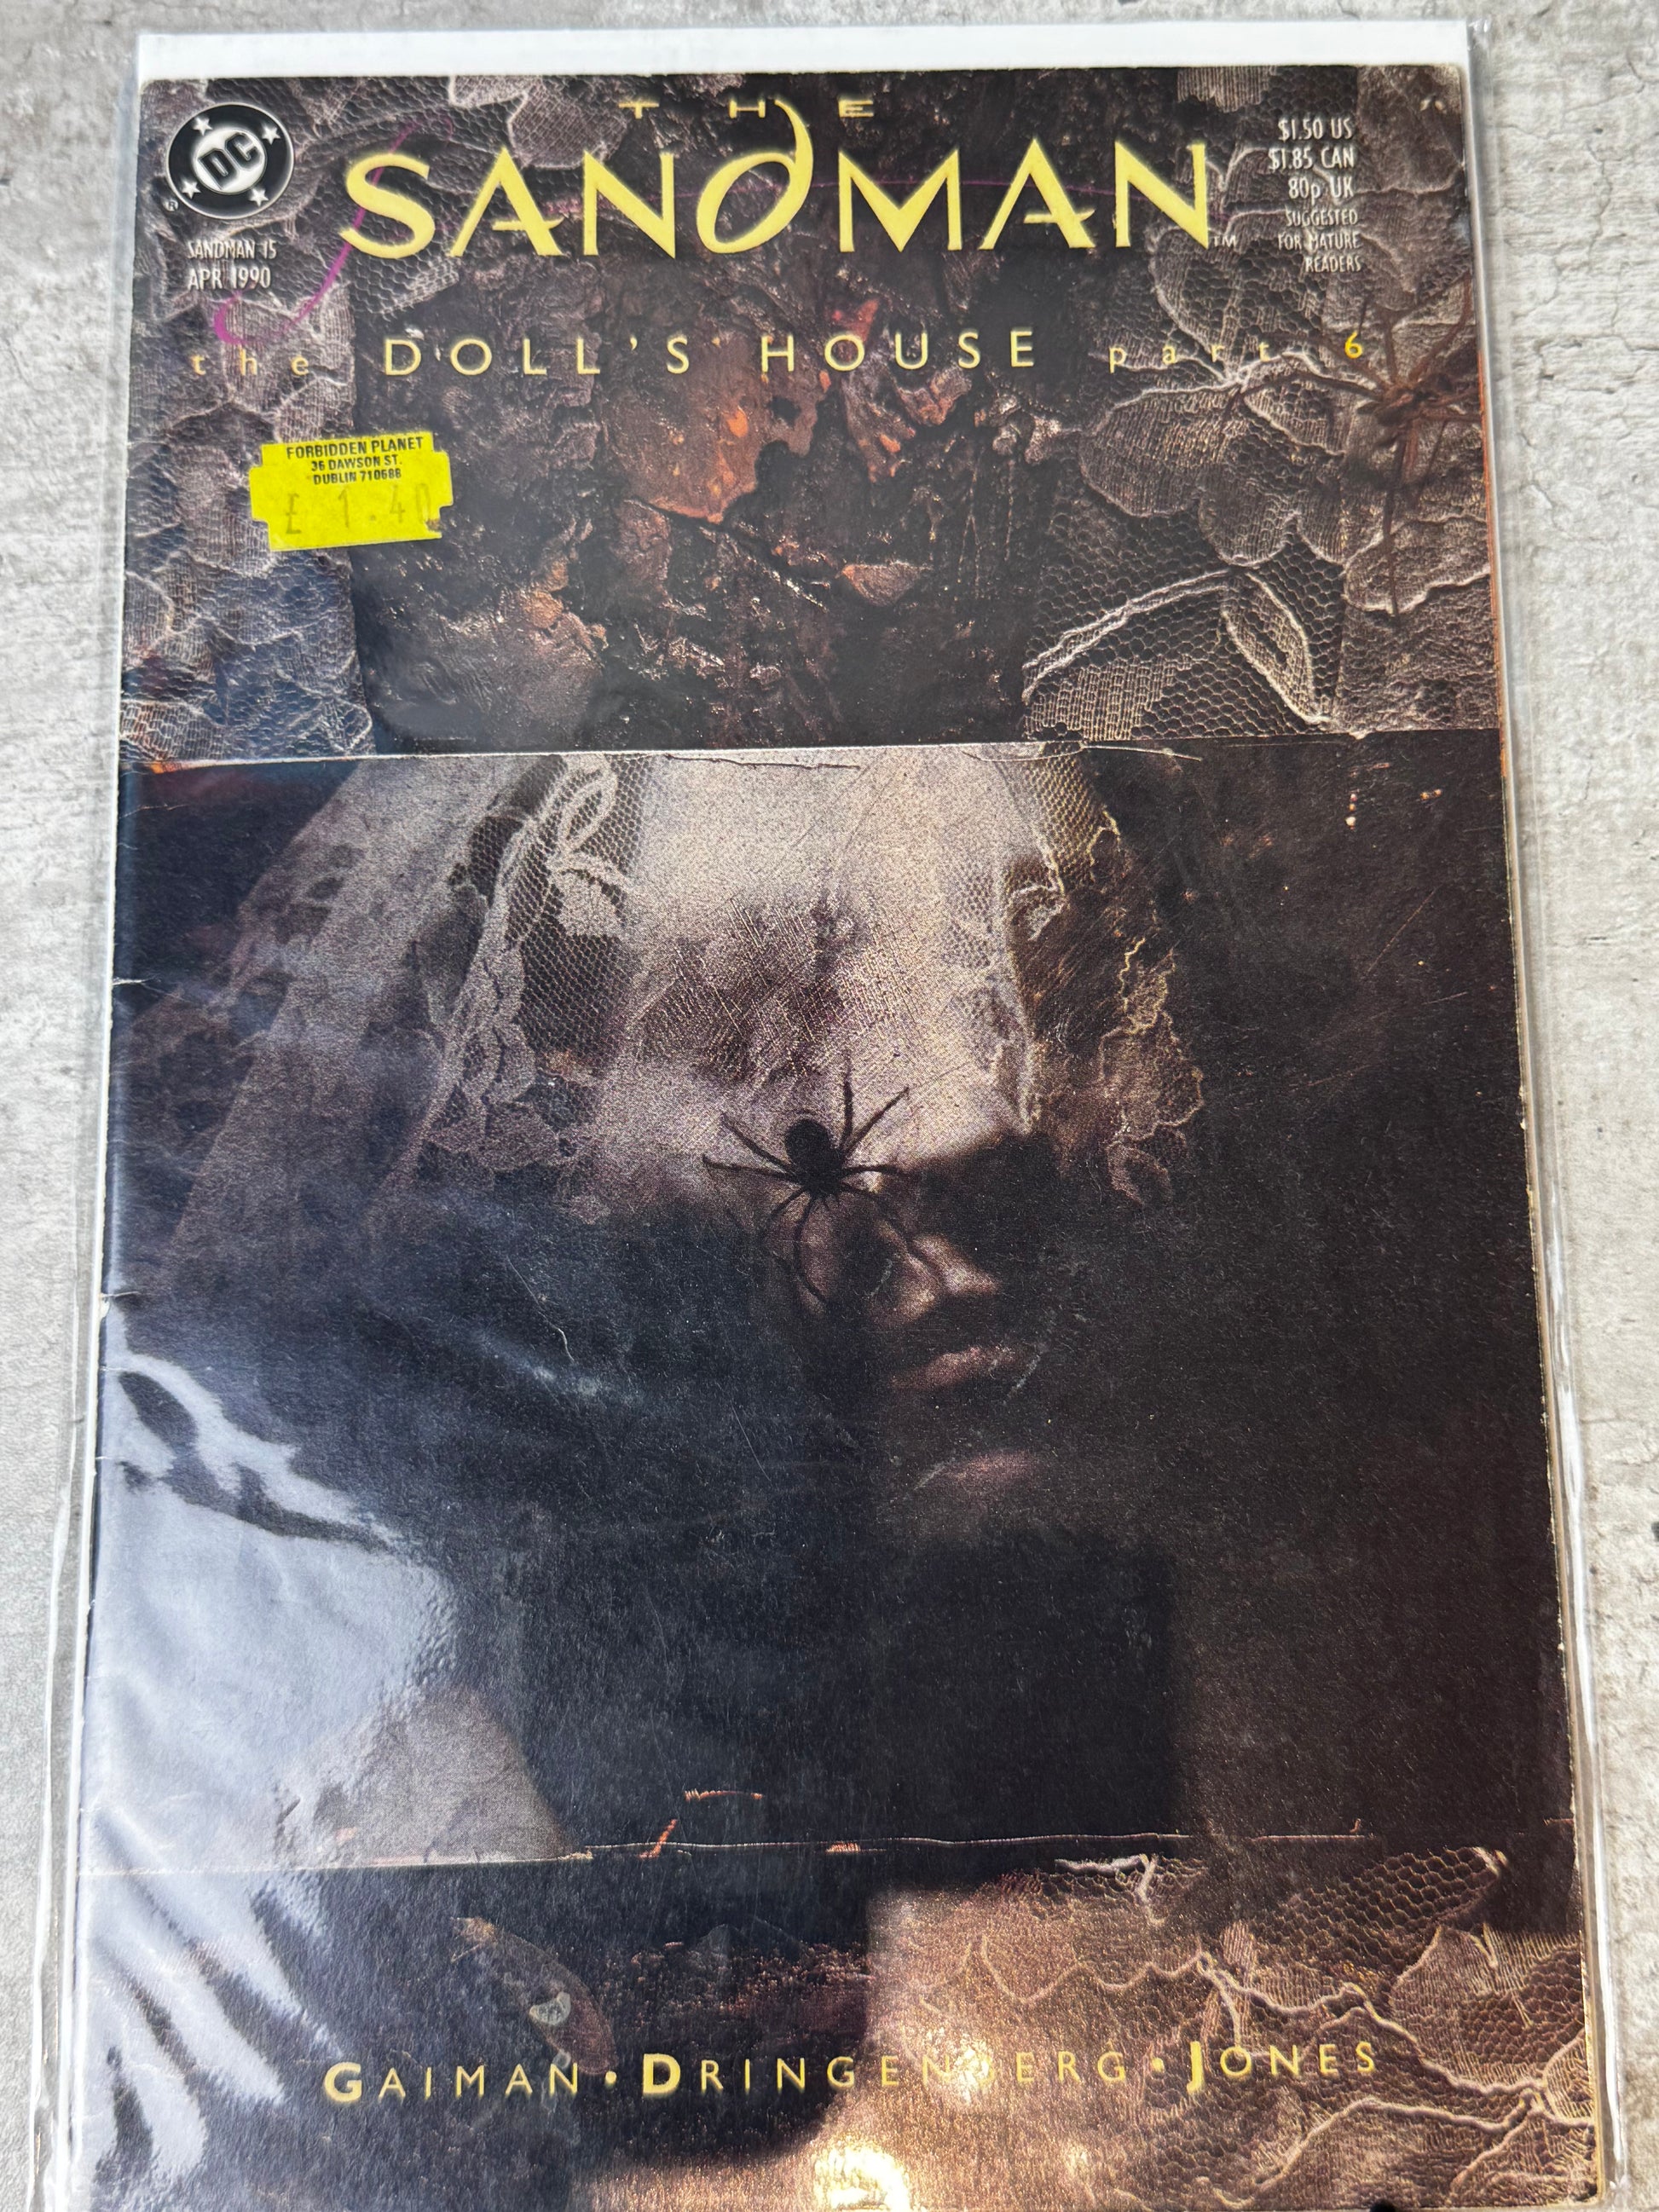 THE
SANDMAN™
DC
®
SANDMAN 15
APR 1990
$1.50 US
$1.85 CAN
80p UK
SUGGESTED
FOR MATURE
READERS
the DOLL'S HOUSE part 6
FORBIDDEN PLANET
36 DAWSON ST.
DUBLIN 710688
£ 1.40
GAIMAN • DRINGENBERG • JONES